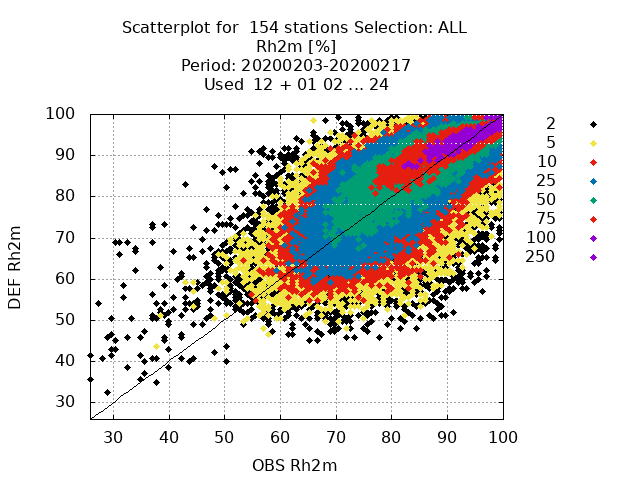 Scatterplot for  154 stations Selection: ALL
Rh2m [%]
Period: 20200203-20200217
Used  12 + 01 02 ... 24
DEF Rh2m
100
90
80
70
60
50
40
30
30 40 50 60 70 80 90 100
OBS Rh2m
2
5
10
25
50
75
100
250